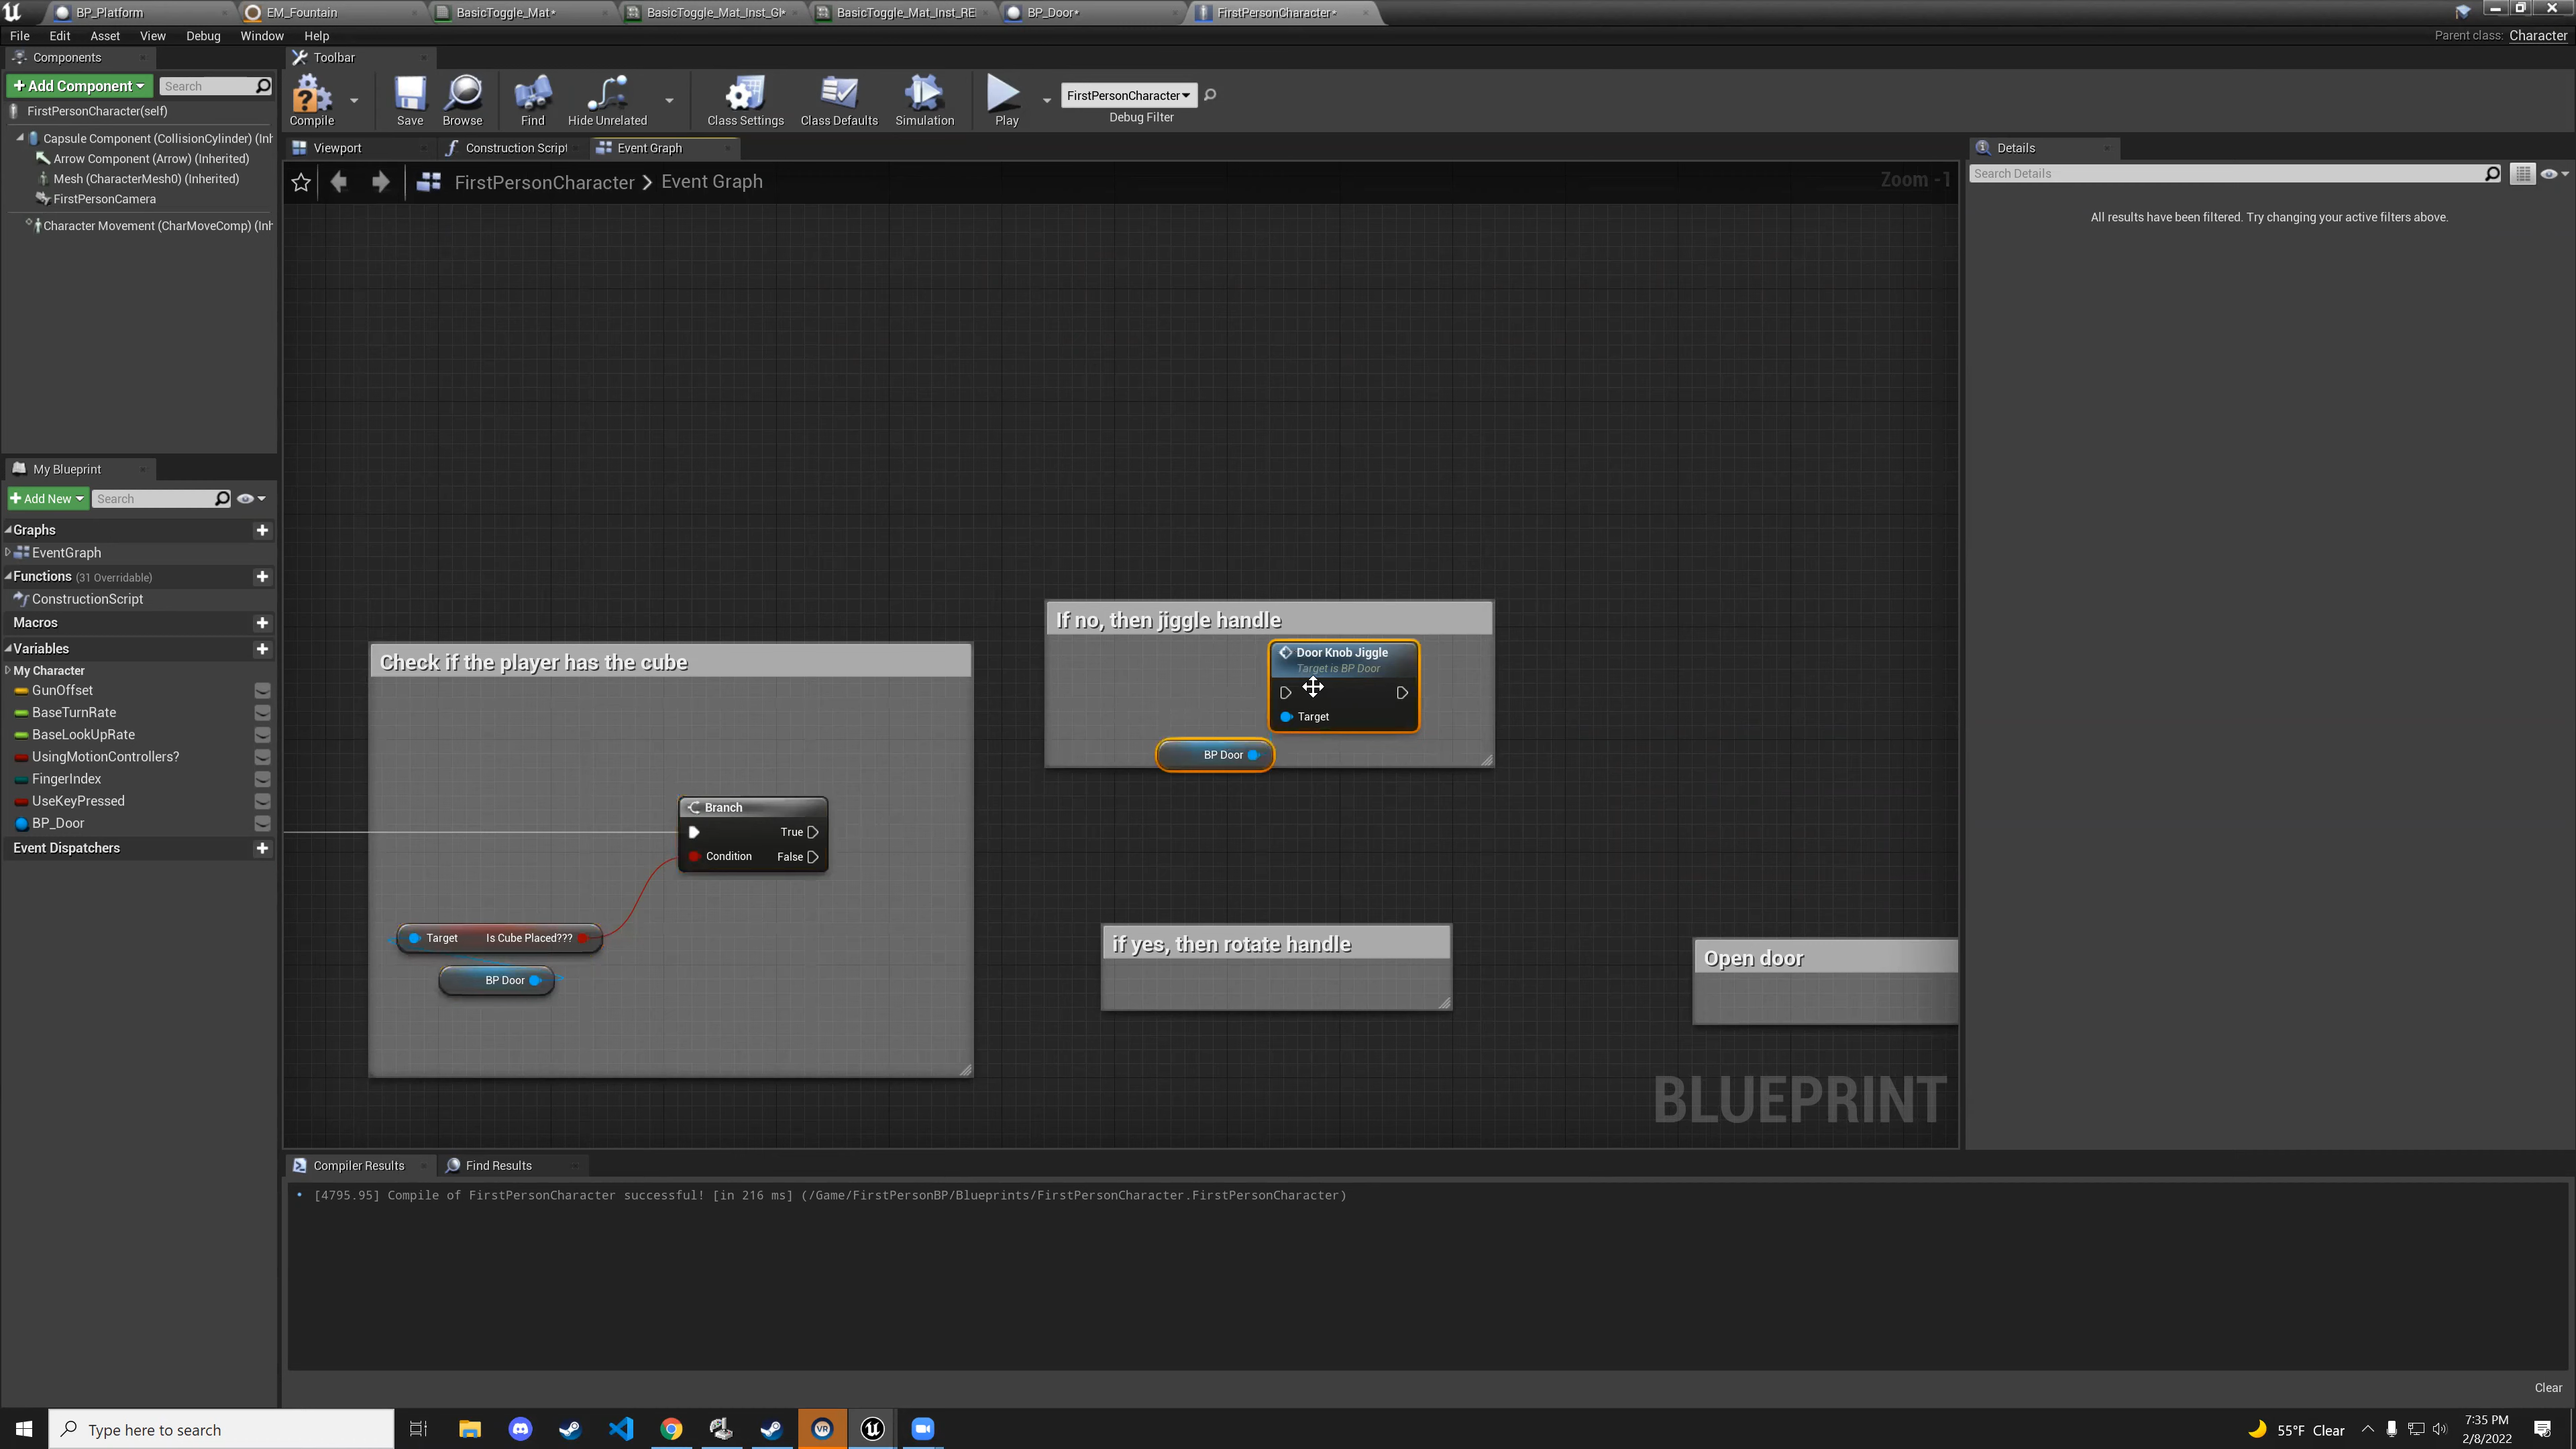 BP_Platform
EM_Fountain
BasicToggle_Mat*
BasicToggle_Mat_Inst_GI*
BasicToggle_Mat_Inst_RE
BP_Door*
FirstPersonCharacter*
File Edit Asset View Debug Window Help
Parent class: Character
Components
Toolbar
+ Add Component
Search
FirstPersonCharacter(self)
Capsule Component (CollisionCylinder) (Inh
Arrow Component (Arrow) (Inherited)
Mesh (CharacterMesh0) (Inherited)
FirstPersonCamera
Character Movement (CharMoveComp) (Inh
Compile
Save
Browse
Find
Hide Unrelated
Class Settings
Class Defaults
Simulation
Play
FirstPersonCharacter
Debug Filter
Viewport
Construction Script
Event Graph
FirstPersonCharacter > Event Graph
Zoom -1
Details
Search Details
All results have been filtered. Try changing your active filters above.
My Blueprint
+ Add New
Search
Graphs
EventGraph
Functions (31 Overridable)
ConstructionScript
Macros
Variables
My Character
GunOffset
BaseTurnRate
BaseLookUpRate
UsingMotionControllers?
FingerIndex
UseKeyPressed
BP_Door
Event Dispatchers
If no, then jiggle handle
Door Knob Jiggle
Target is BP Door
Target
BP Door
Check if the player has the cube
Branch
True
Condition False
Target Is Cube Placed???
BP Door
if yes, then rotate handle
Open door
BLUEPRINT
Compiler Results
Find Results
[4795.95] Compile of FirstPersonCharacter successful! [in 216 ms] (/Game/FirstPersonBP/Blueprints/FirstPersonCharacter.FirstPersonCharacter)
Clear
Type here to search
VR
55°F Clear
7:35 PM
2/8/2022